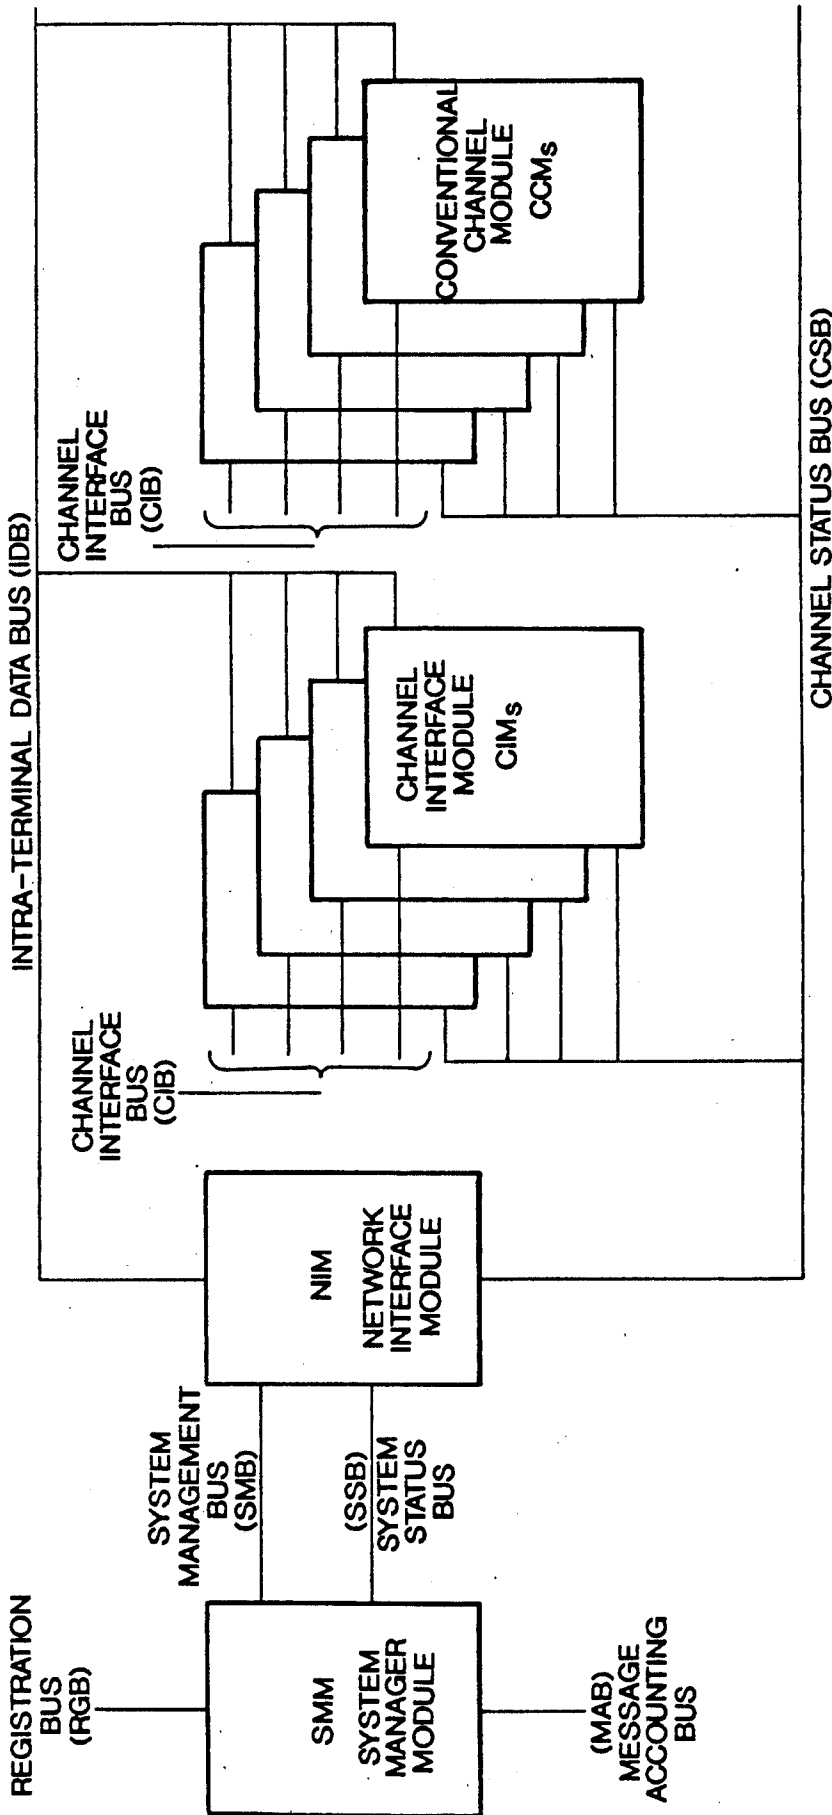 INTRA-TERMINAL DATA BUS (IDB)
REGISTRATION
BUS
(RGB)
SMM
SYSTEM
MANAGER
MODULE
(MAB)
MESSAGE
ACCOUNTING
BUS
SYSTEM
MANAGEMENT
BUS
(SMB)
(SSB)
SYSTEM
STATUS
BUS
NIM
NETWORK
INTERFACE
MODULE
CHANNEL
INTERFACE
BUS
(CIB)
CHANNEL
INTERFACE
MODULE
CIMs
CHANNEL
INTERFACE
BUS
(CIB)
CONVENTIONAL
CHANNEL
MODULE
CCMs
CHANNEL STATUS BUS (CSB)